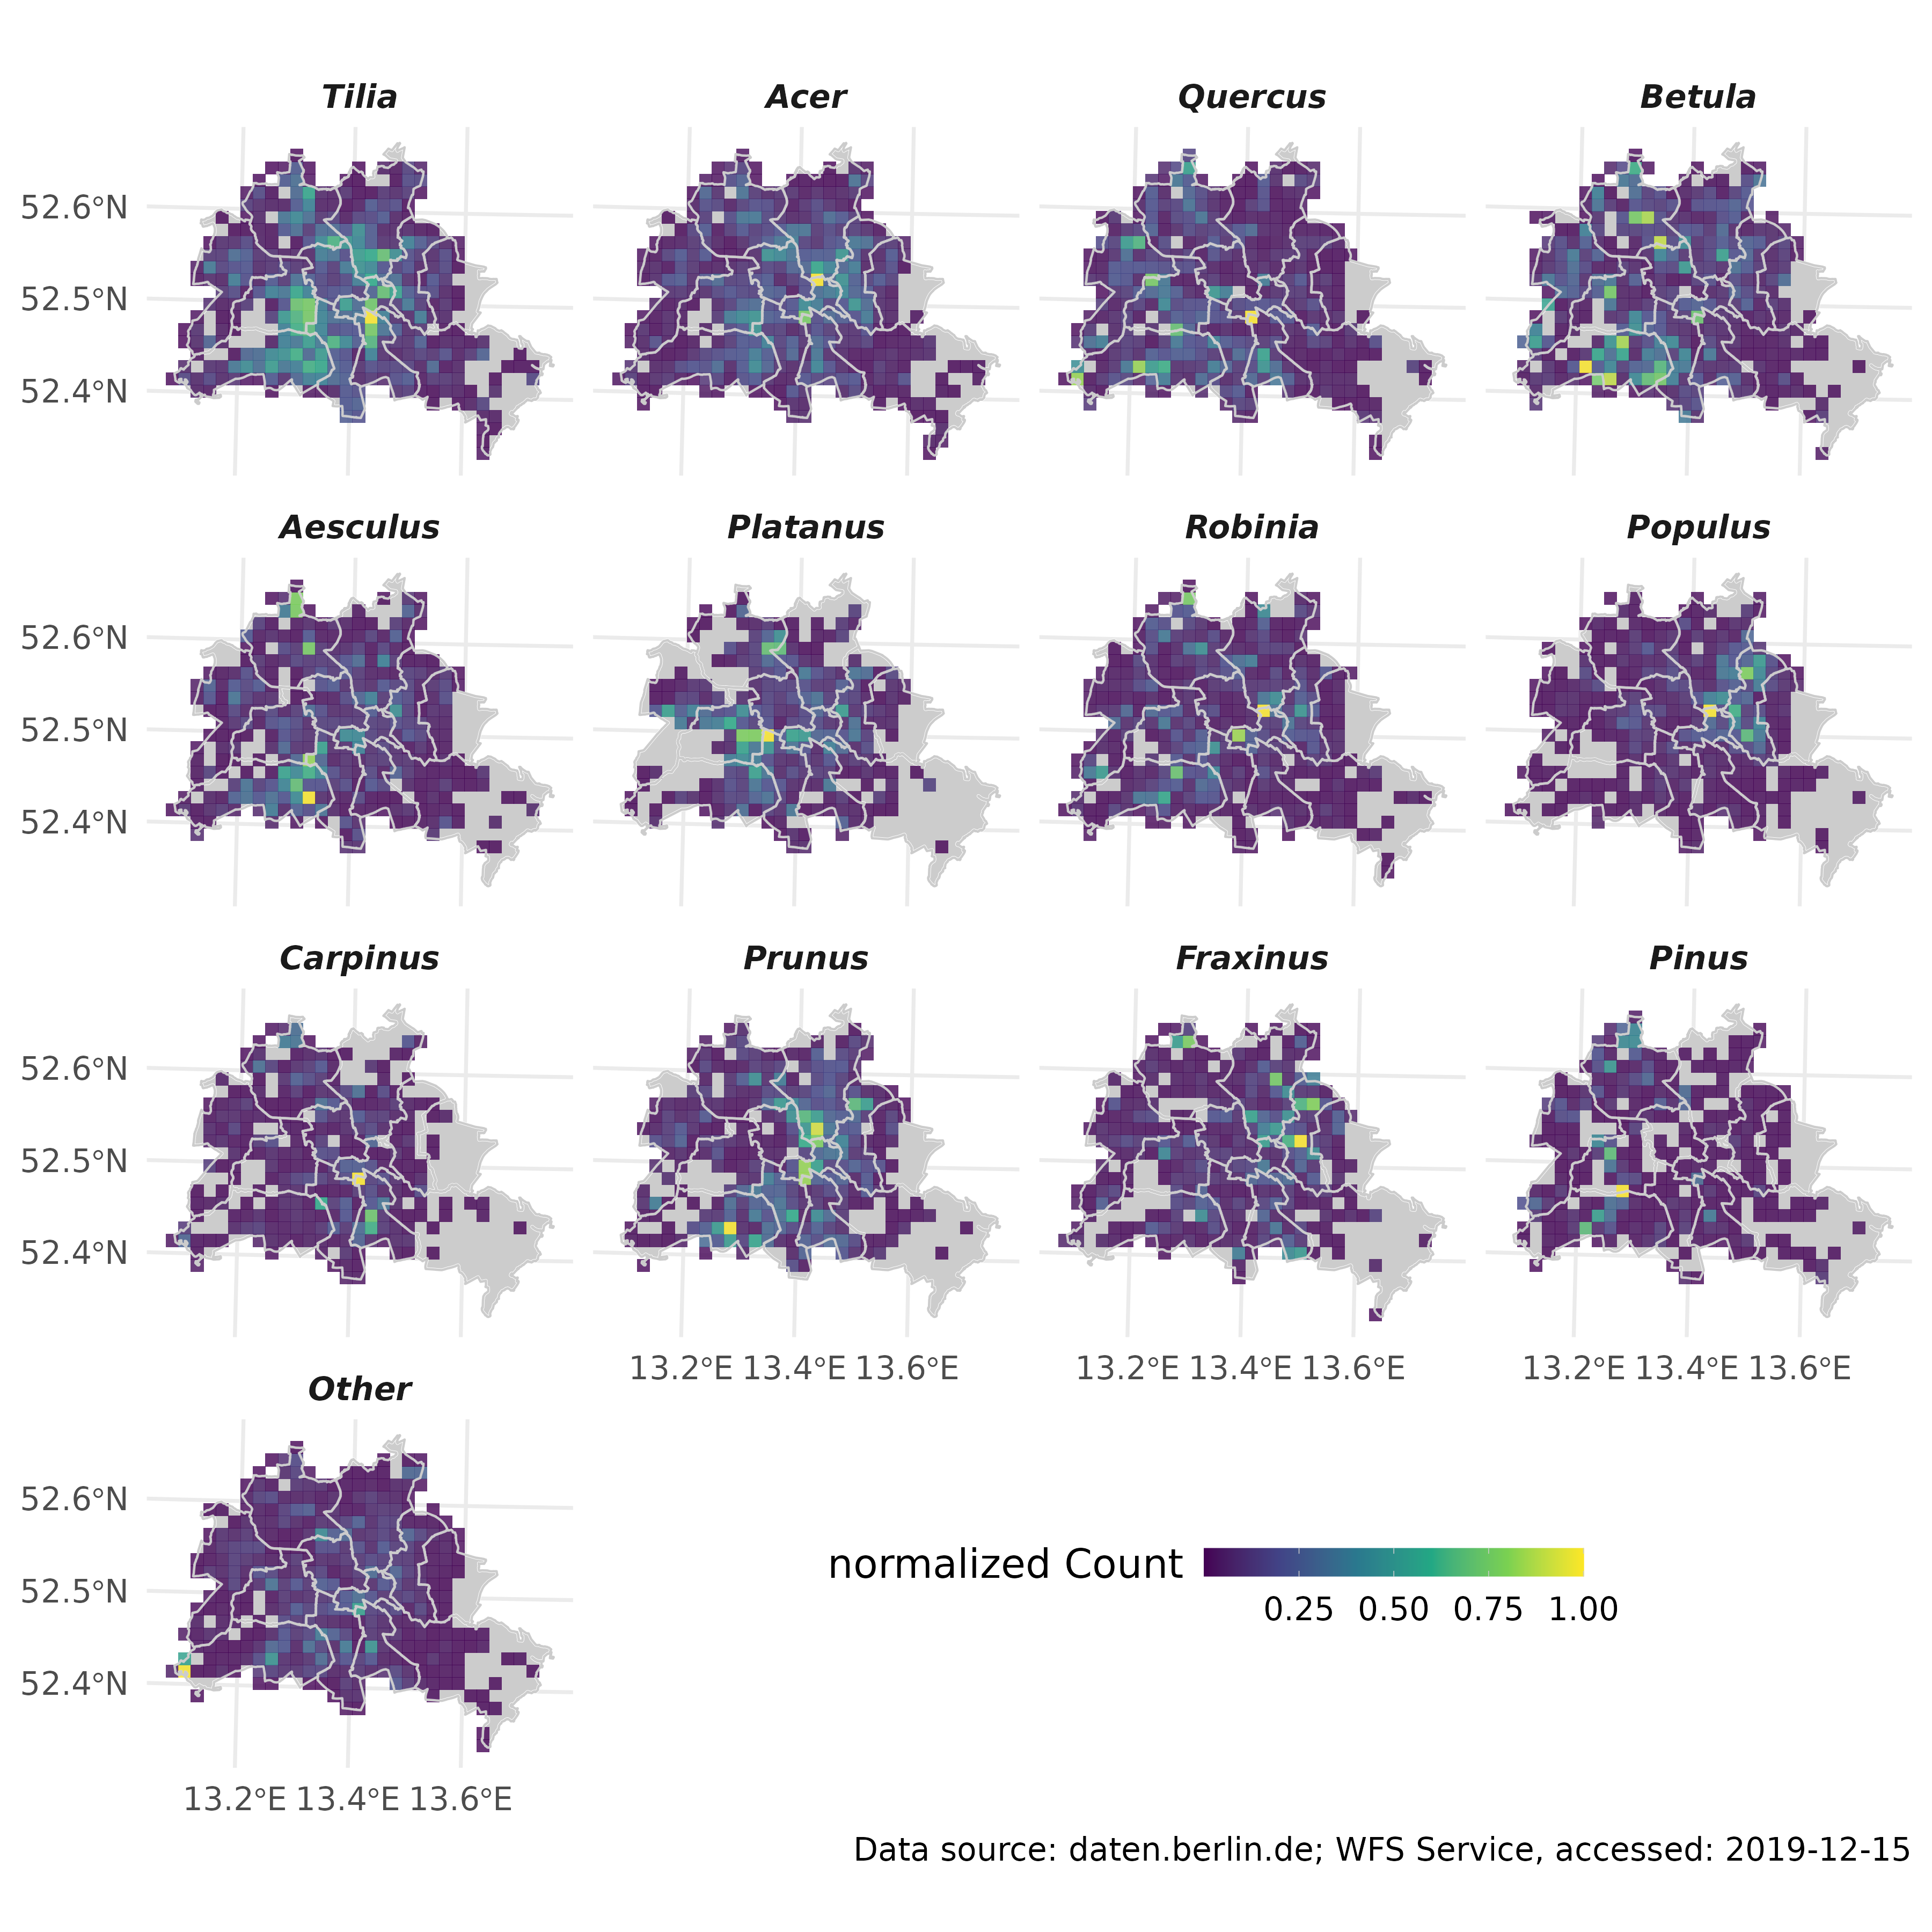 Tilia Acer Quercus Betula
52.6°N
52.5°N
52.4°N
Aesculus Platanus Robinia Populus
52.6°N
52.5°N
52.4°N
Carpinus Prunus Fraxinus Pinus
52.6°N
52.5°N
52.4°N
13.2°E 13.4°E 13.6°E 13.2°E 13.4°E 13.6°E 13.2°E 13.4°E 13.6°E
Other
52.6°N
52.5°N
52.4°N
13.2°E 13.4°E 13.6°E
normalized Count
0.25 0.50 0.75 1.00
Data source: daten.berlin.de; WFS Service, accessed: 2019-12-15